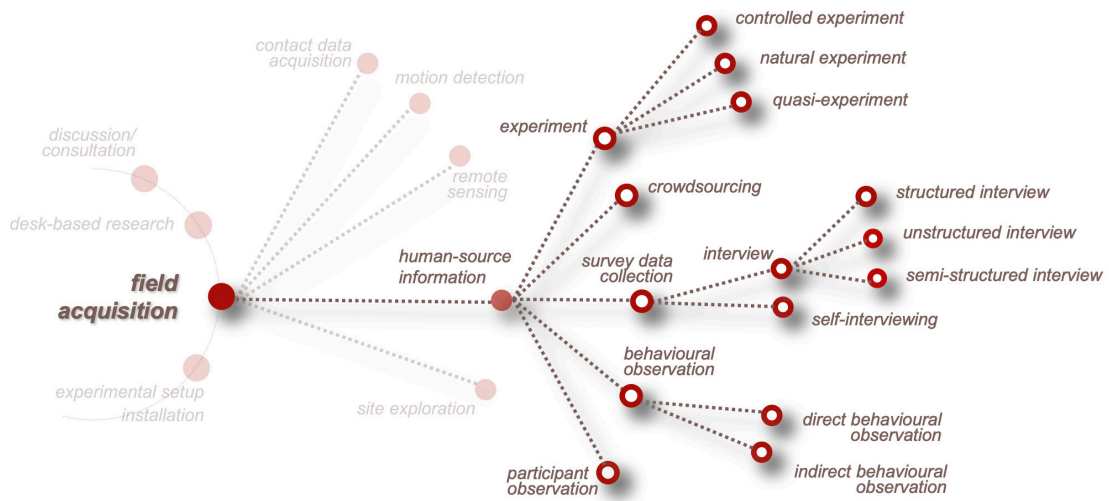 controlled experiment
natural experiment
quasi-experiment
contact data
acquisition
motion detection
experiment
discussion/
consultation
remote
sensing
crowdsourcing
structured interview
desk-based research
unstructured interview
human-source
information
survey data
collection
interview
semi-structured interview
field
acquisition
self-interviewing
behavioural
observation
experimental setup
installation
site exploration
direct behavioural
observation
participant
observation
indirect behavioural
observation